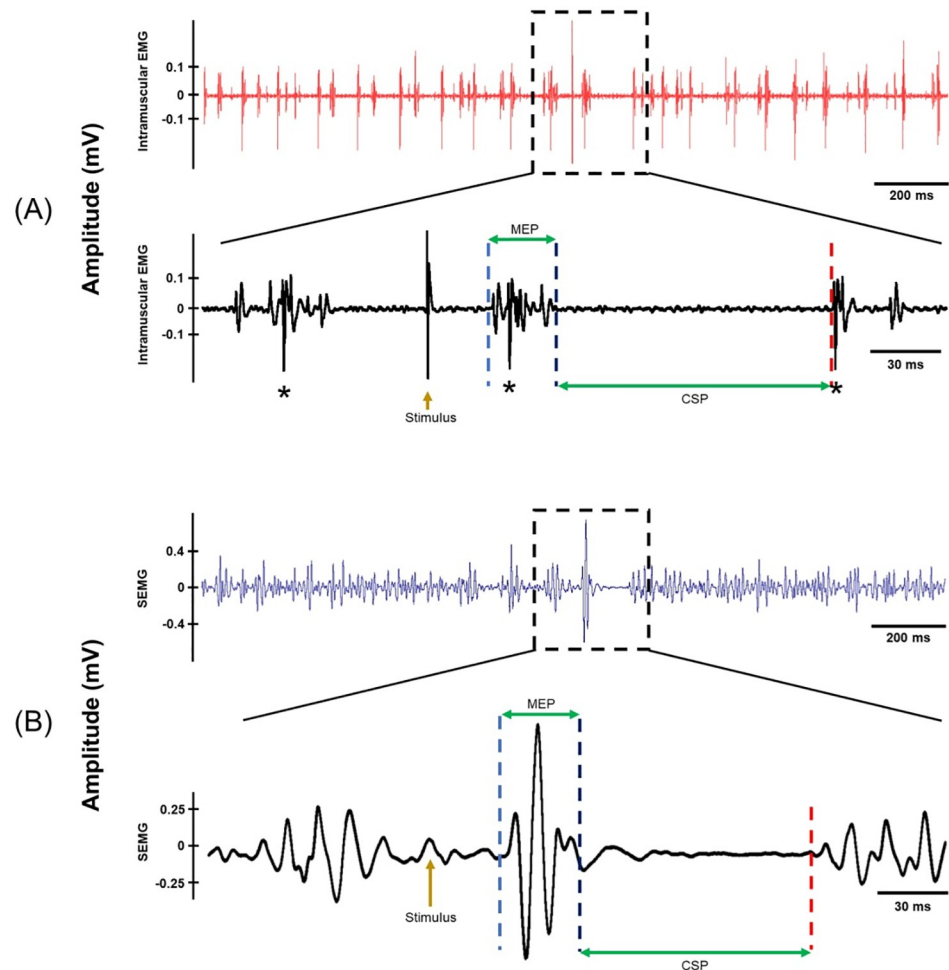 (A)
Amplitude (mV)
Intramuscular EMG
0.1
0
-0.1
200 ms
MEP
Intramuscular EMG
0.1
0
-0.1
30 ms
*
*
*
CSP
Stimulus
(B)
Amplitude (mV)
SEMG
0.4
0
-0.4
200 ms
MEP
SEMG
0.25
0
-0.25
30 ms
Stimulus
CSP